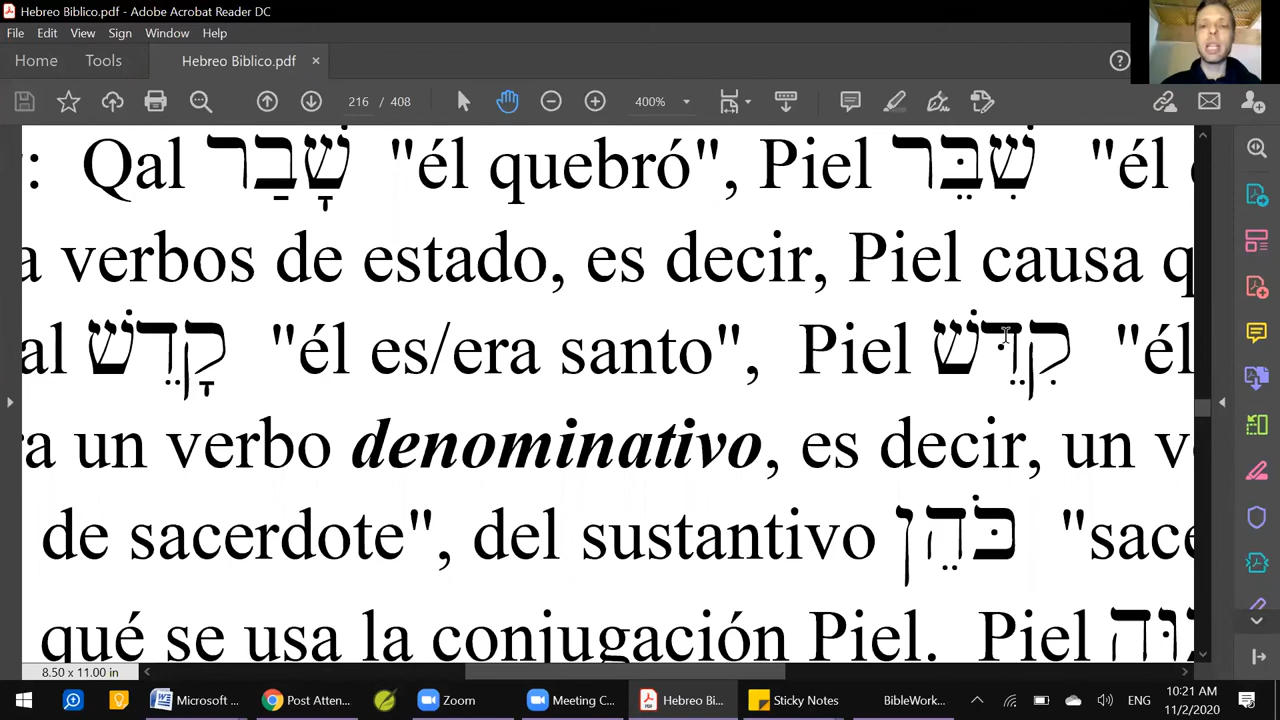 Hebreo Biblico.pdf - Adobe Acrobat Reader DC
File Edit View Sign Window Help
Home Tools Hebreo Biblico.pdf ×
216 / 408 400%
: Qal שָׁבַר "él quebró", Piel שִׁבֵּר "él
a verbos de estado, es decir, Piel causa q
al קָדֵשׁ "él es/era santo", Piel קִדֵּשׁ "él
a un verbo denominativo, es decir, un v
de sacerdote", del sustantivo כֹּהֵן "sace
qué se usa la conjugación Piel. Piel
8.50 x 11.00 in
Microsoft ... Post Atten... Zoom Meeting C... Hebreo Bi... Sticky Notes BibleWork... ENG
10:21 AM
11/2/2020